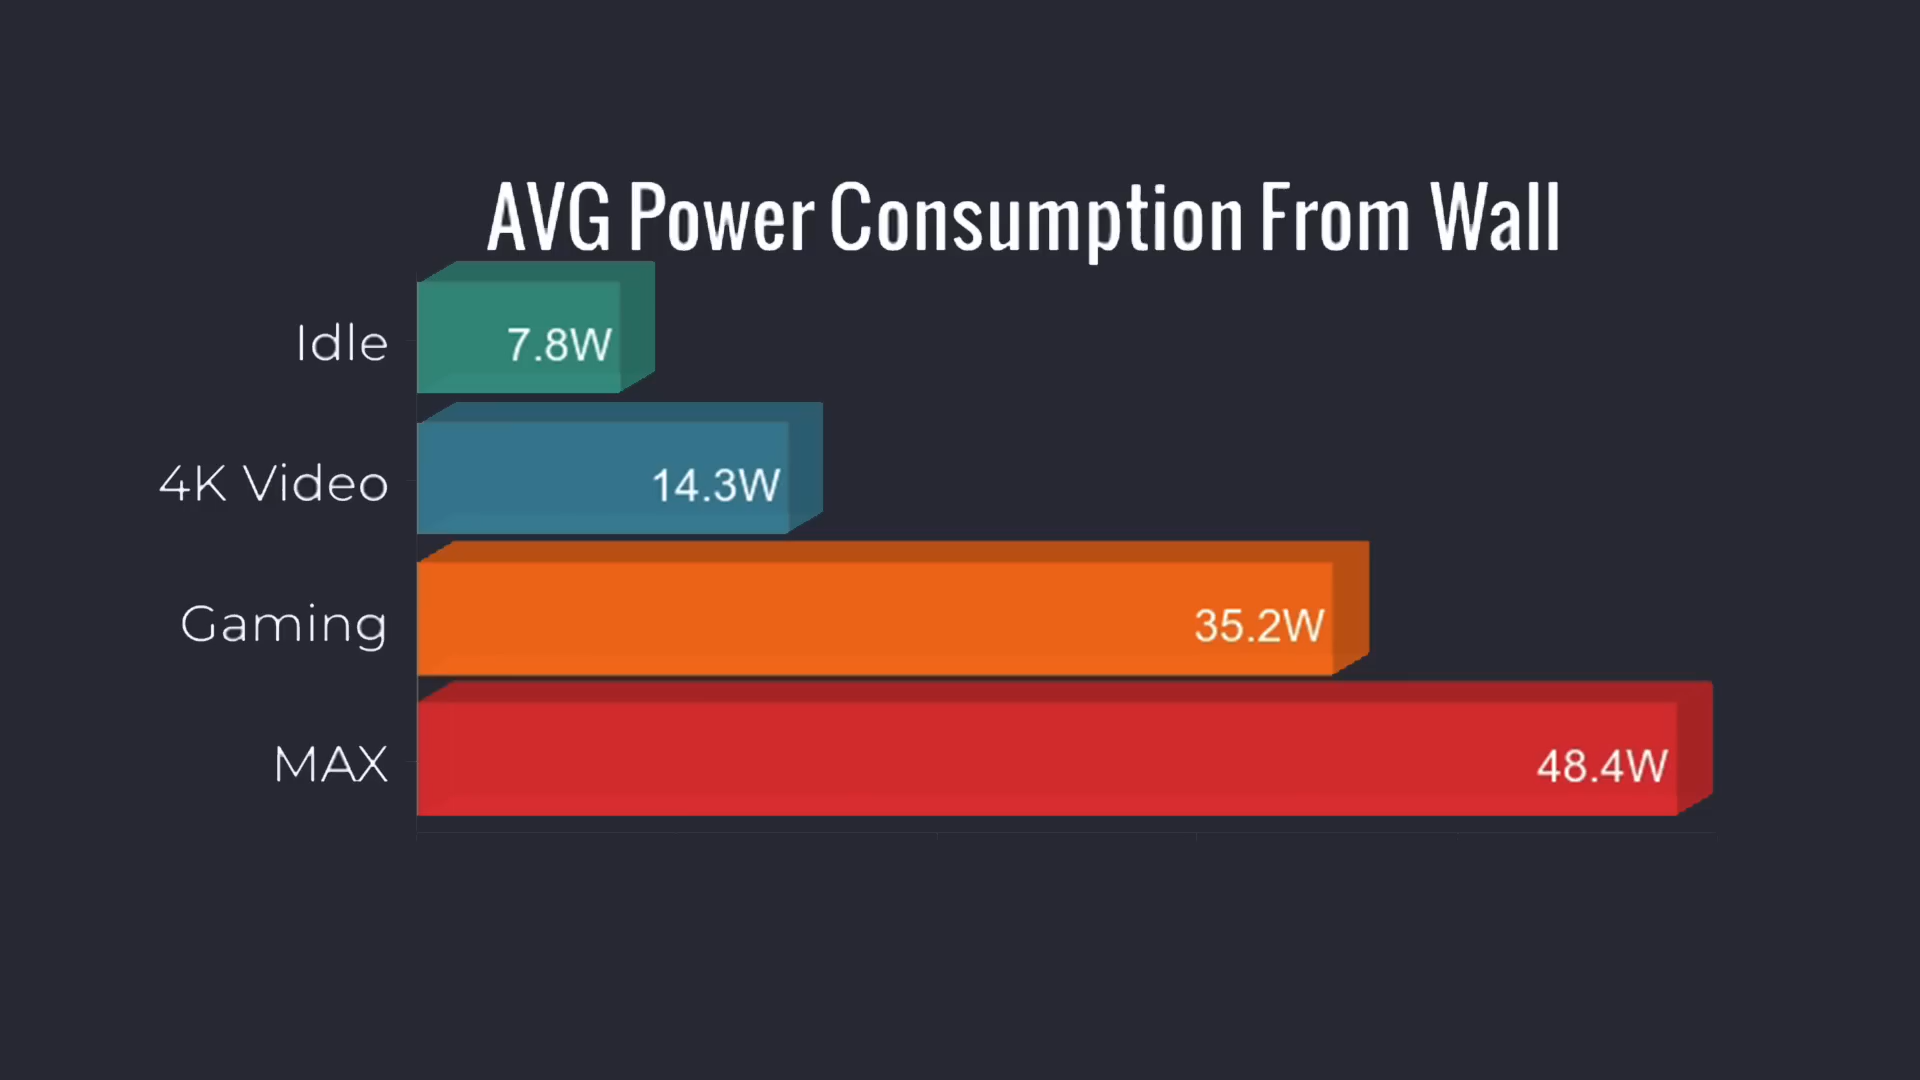 AVG Power Consumption From Wall
Idle 7.8W
4K Video 14.3W
Gaming 35.2W
MAX 48.4W